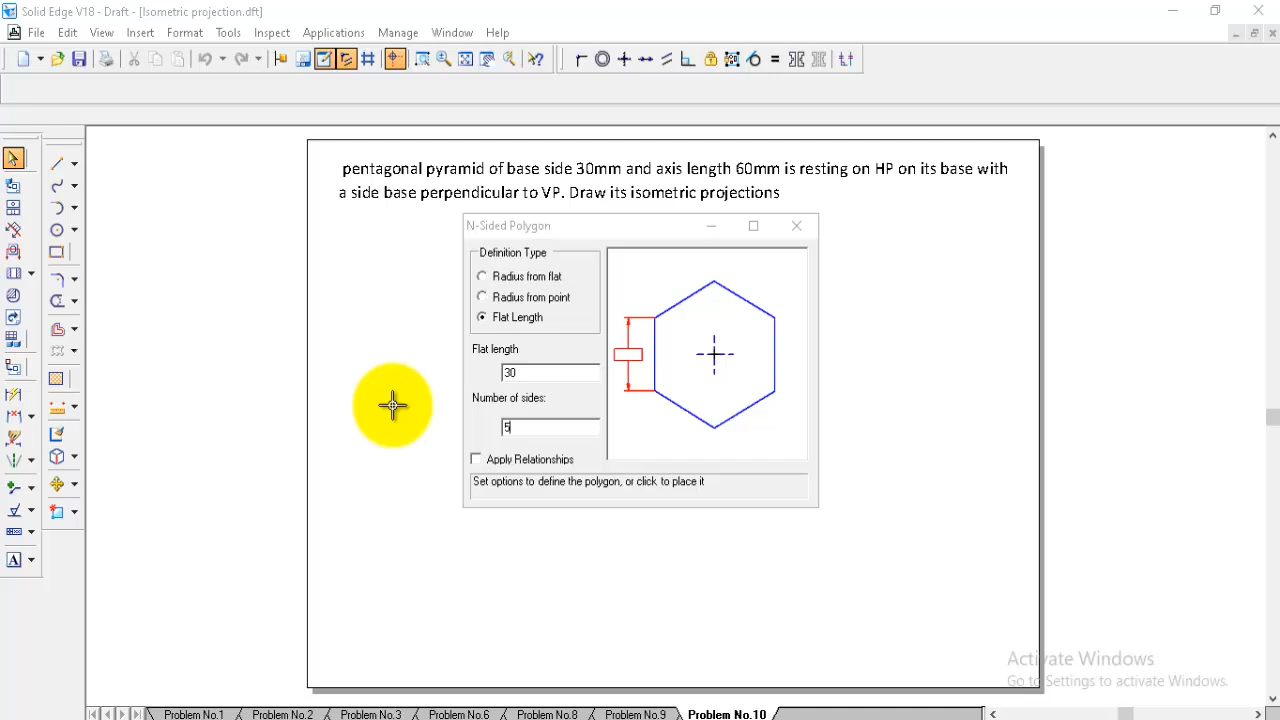 Solid Edge V18 - Draft - [Isometric projection.dft]
File Edit View Insert Format Tools Inspect Applications Manage Window Help
pentagonal pyramid of base side 30mm and axis length 60mm is resting on HP on its base with
a side base perpendicular to VP. Draw its isometric projections
N-Sided Polygon
Definition Type
Radius from flat
Radius from point
Flat Length
Flat length
30
Number of sides:
5
Apply Relationships
Set options to define the polygon, or click to place it
A
Activate Windows
Go to Settings to activate Windows.
Problem No.1 Problem No.2 Problem No.3 Problem No.6 Problem No.8 Problem No.9 Problem No.10